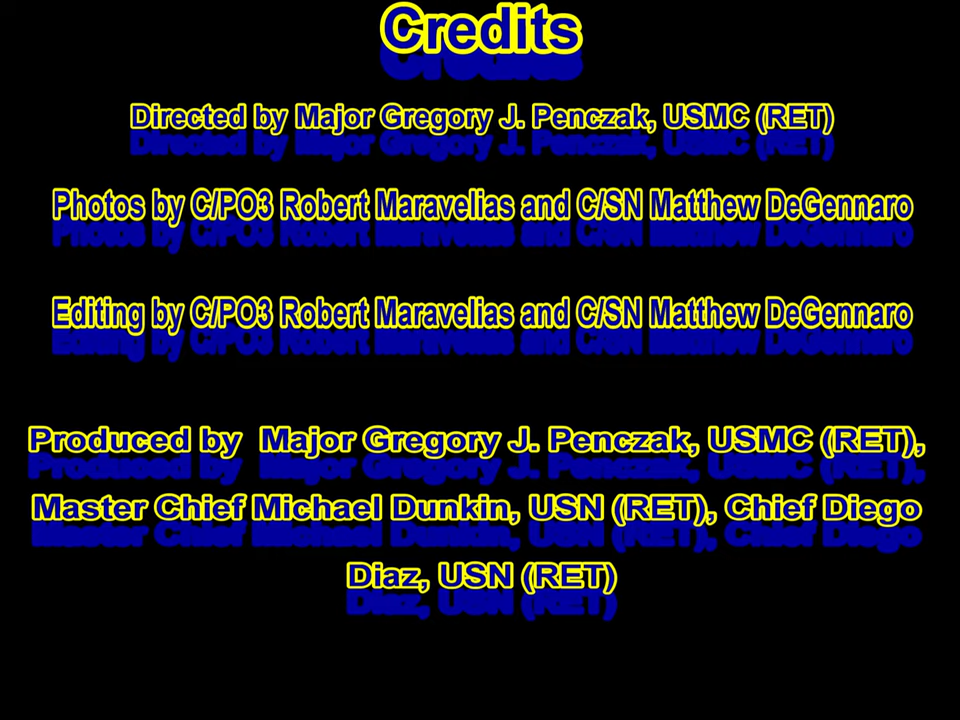 Credits
Directed by Major Gregory J. Penczak, USMC (RET)
Photos by C/PO3 Robert Maravelias and C/SN Matthew DeGennaro
Editing by C/PO3 Robert Maravelias and C/SN Matthew DeGennaro
Produced by  Major Gregory J. Penczak, USMC (RET),
Master Chief Michael Dunkin, USN (RET), Chief Diego
Diaz, USN (RET)